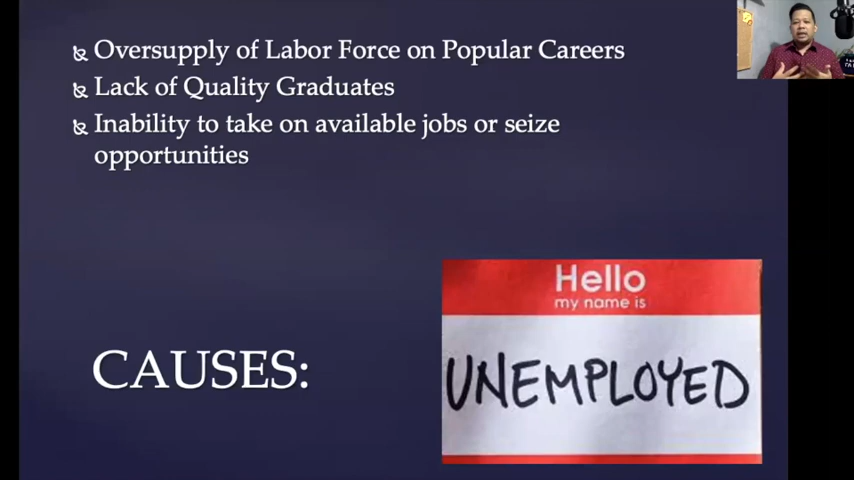 Oversupply of Labor Force on Popular Careers
Lack of Quality Graduates
Inability to take on available jobs or seize
opportunities
CAUSES:
Hello
my name is
UNEMPLOYED